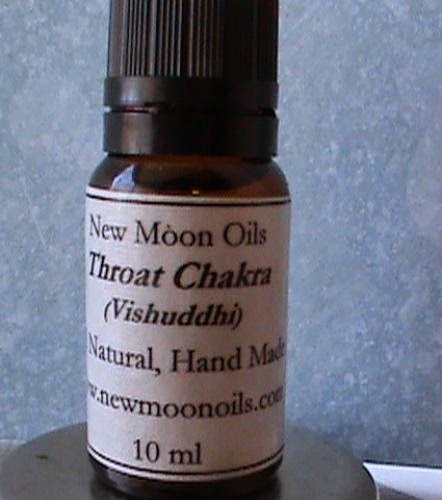 New Moon Oils
Throat Chakra
(Vishuddhi)
Natural, Hand Made
w.newmoonoils.com
10 ml